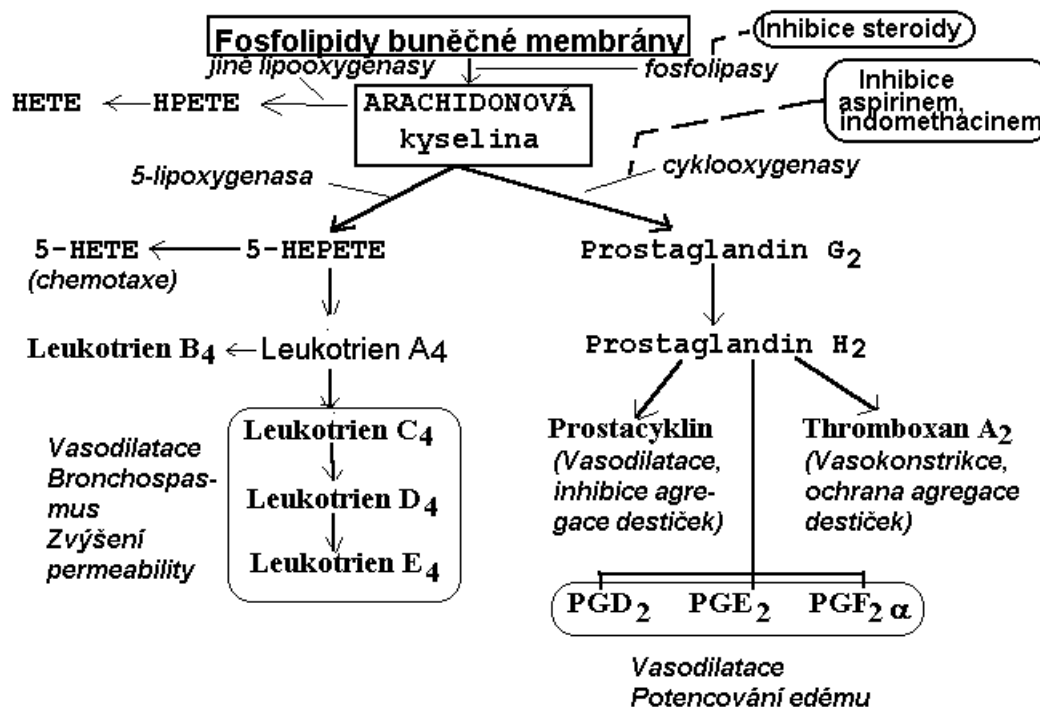 Fosfolipidy buněčné membrány
Inhibice steroidy
jiné lipooxygenasy
fosfolipasy
Inhibice
aspirinem,
indomethacinem
HETE
HPETE
ARACHIDONOVÁ
kyselina
5-lipoxygenasa
cyklooxygenasy
5-HETE
(chemotaxe)
5-HEPETE
Prostaglandin G2
Leukotrien B4
Leukotrien A4
Prostaglandin H2
Vasodilatace
Bronchospas-
mus
Zvýšení
permeability
Leukotrien C4
Leukotrien D4
Leukotrien E4
Prostacyklin
(Vasodilatace,
inhibice agre-
gace destiček)
Thromboxan A2
(Vasokonstrikce,
ochrana agregace
destiček)
PGD2
PGE2
PGF2 α
Vasodilatace
Potencování edému